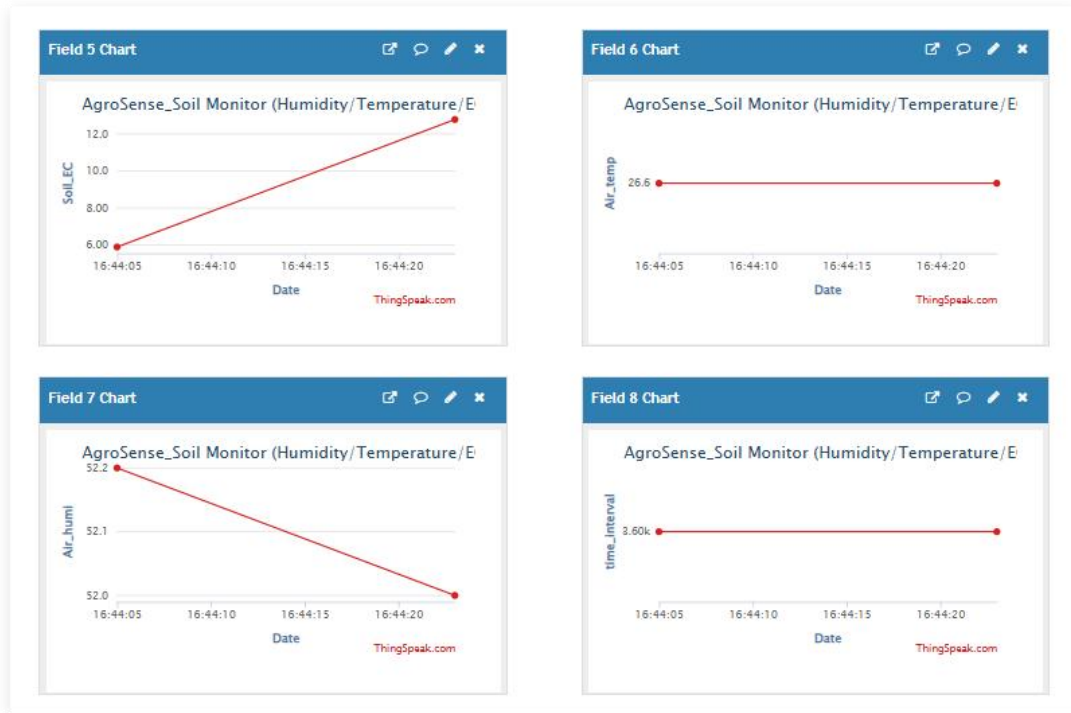 Field 5 Chart
AgroSense_Soil Monitor (Humidity/Temperature/E
Soil_EC
12.0
10.0
8.00
6.00
16:44:05 16:44:10 16:44:15 16:44:20
Date
ThingSpeak.com
Field 6 Chart
AgroSense_Soil Monitor (Humidity/Temperature/E
Air_temp
26.6
16:44:05 16:44:10 16:44:15 16:44:20
Date
ThingSpeak.com
Field 7 Chart
AgroSense_Soil Monitor (Humidity/Temperature/E
Air_humi
52.2
52.1
52.0
16:44:05 16:44:10 16:44:15 16:44:20
Date
ThingSpeak.com
Field 8 Chart
AgroSense_Soil Monitor (Humidity/Temperature/E
time_interval
.60k
16:44:05 16:44:10 16:44:15 16:44:20
Date
ThingSpeak.com